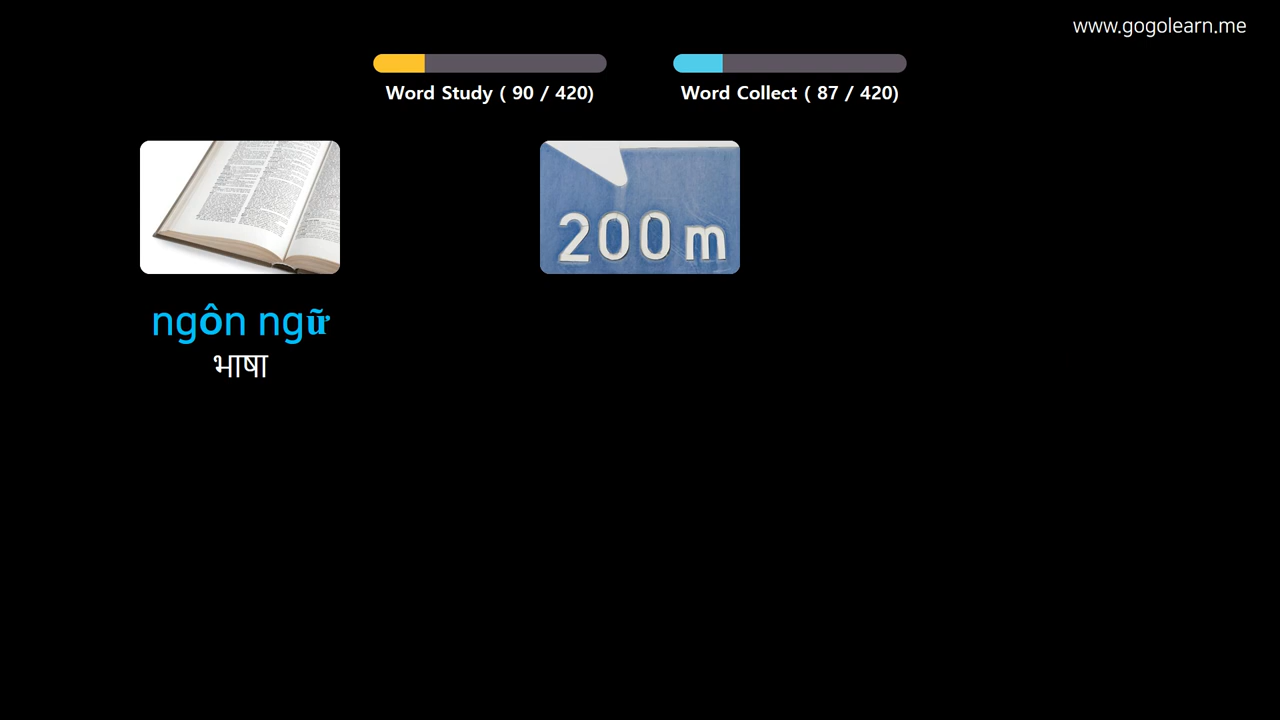 www.gogolearn.me
Word Study ( 90 / 420)
Word Collect ( 87 / 420)
200 m
ngôn ngữ
भाषा